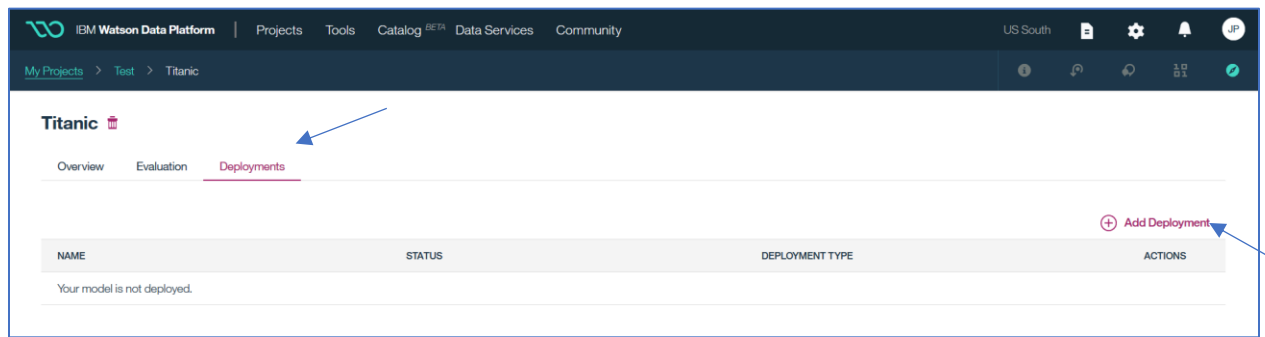 IBM Watson Data Platform | Projects Tools Catalog BETA Data Services Community US South JP
My Projects > Test > Titanic
Titanic
Overview Evaluation Deployments
Add Deployment
NAME STATUS DEPLOYMENT TYPE ACTIONS
Your model is not deployed.